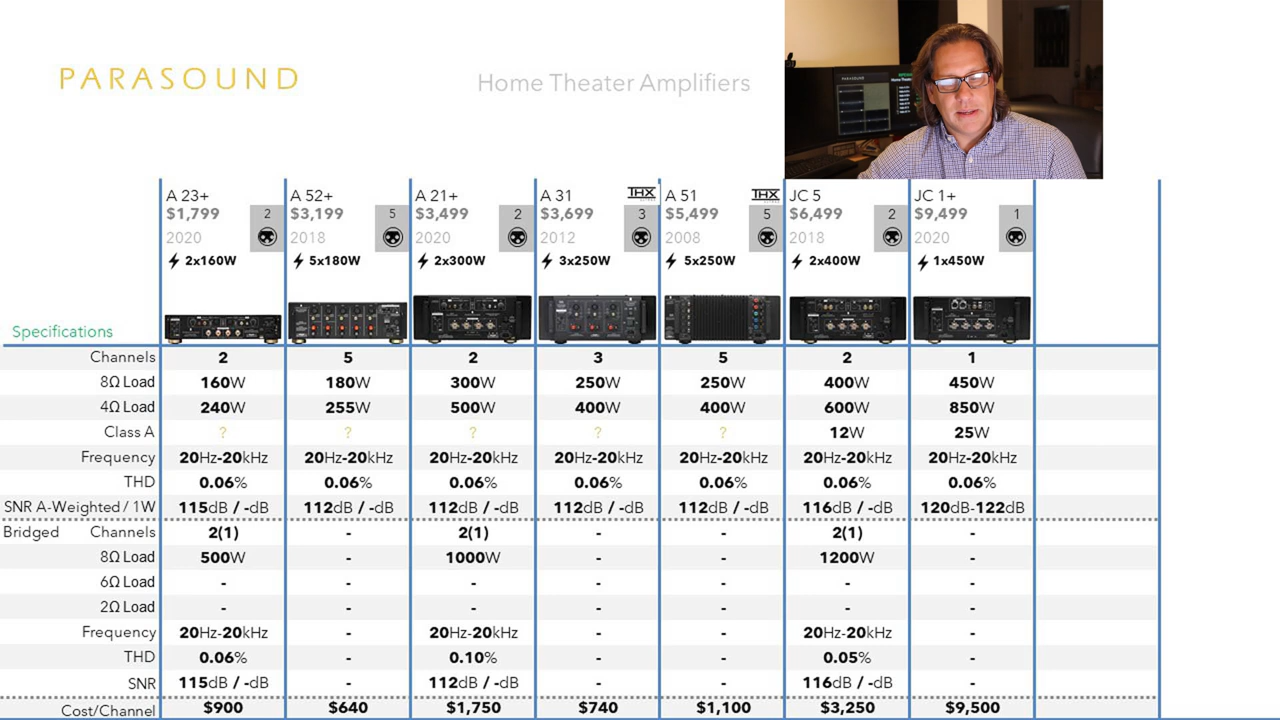 PARASOUND
Home Theater Amplifiers
PARASOUND
A 23+ A 52+ A 21+ A 31 THX A 51 THX JC 5 JC 1+
$1,799 2 $3,199 5 $3,499 2 $3,699 3 $5,499 5 $6,499 2 $9,499 1
2020 2018 2020 2012 2008 2018 2020
2x160W 5x180W 2x300W 3x250W 5x250W 2x400W 1x450W
Specifications
Channels 2 5 2 3 5 2 1
8Ω Load 160W 180W 300W 250W 250W 400W 450W
4Ω Load 240W 255W 500W 400W 400W 600W 850W
Class A ? ? ? ? ? 12W 25W
Frequency 20Hz-20kHz 20Hz-20kHz 20Hz-20kHz 20Hz-20kHz 20Hz-20kHz 20Hz-20kHz 20Hz-20kHz
THD 0.06% 0.06% 0.06% 0.06% 0.06% 0.06% 0.06%
SNR A-Weighted / 1W 115dB / -dB 112dB / -dB 112dB / -dB 112dB / -dB 112dB / -dB 116dB / -dB 120dB-122dB
Bridged Channels 2(1) - 2(1) - - 2(1) -
8Ω Load 500W - 1000W - - 1200W -
6Ω Load - - - - - - -
2Ω Load - - - - - - -
Frequency 20Hz-20kHz - 20Hz-20kHz - - 20Hz-20kHz -
THD 0.06% - 0.10% - - 0.05% -
SNR 115dB / -dB - 112dB / -dB - - 116dB / -dB -
Cost/Channel $900 $640 $1,750 $740 $1,100 $3,250 $9,500